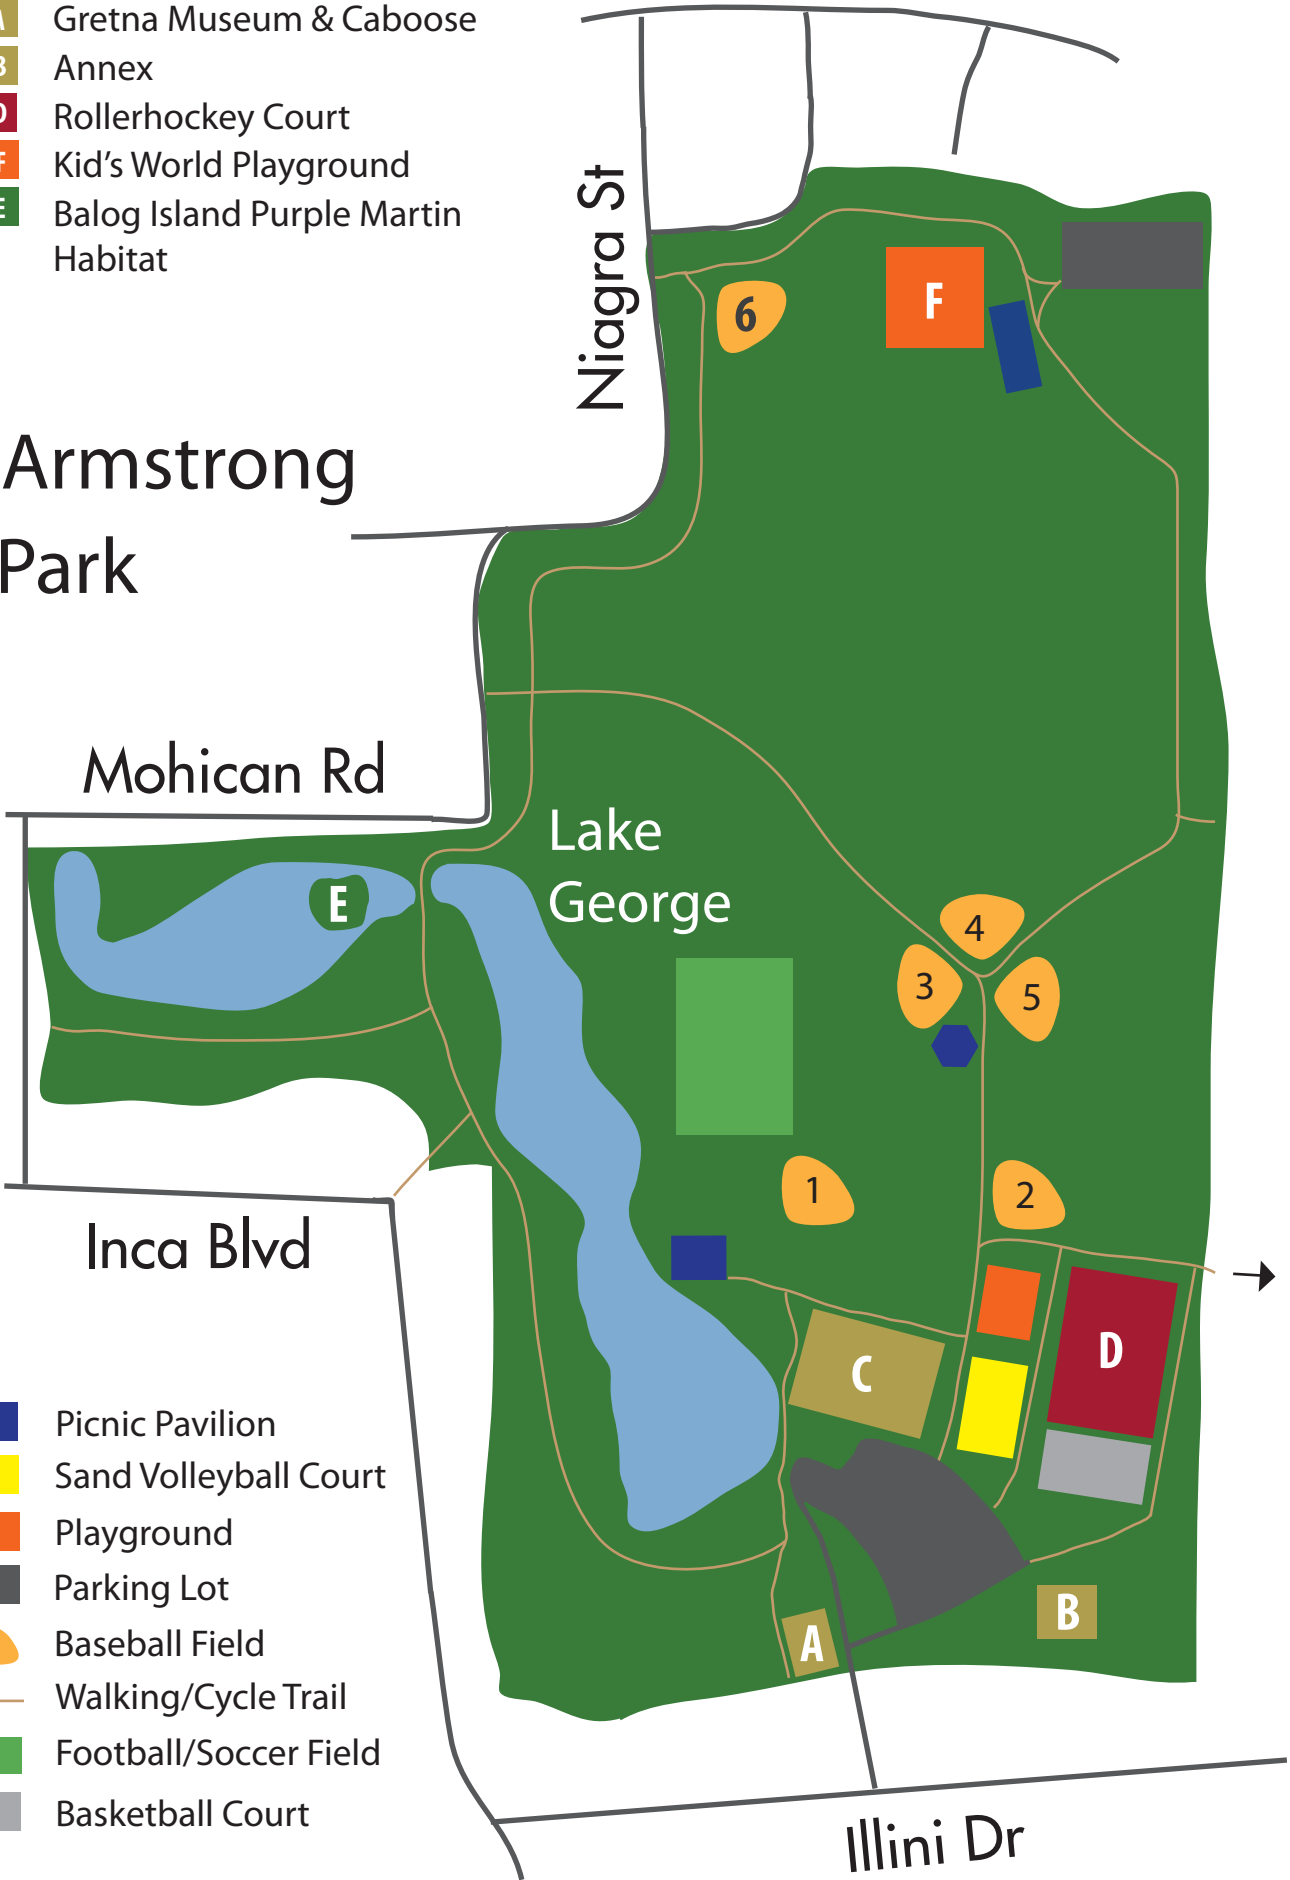 A Gretna Museum & Caboose
B Annex
D Rollerhockey Court
F Kid's World Playground
E Balog Island Purple Martin
Habitat
Niagra St
6
F
Armstrong
Park
Mohican Rd
Lake
George
E
4
3
5
1
2
Inca Blvd
C
D
Picnic Pavilion
Sand Volleyball Court
Playground
Parking Lot
B
Baseball Field
A
Walking/Cycle Trail
Football/Soccer Field
Basketball Court
Illini Dr